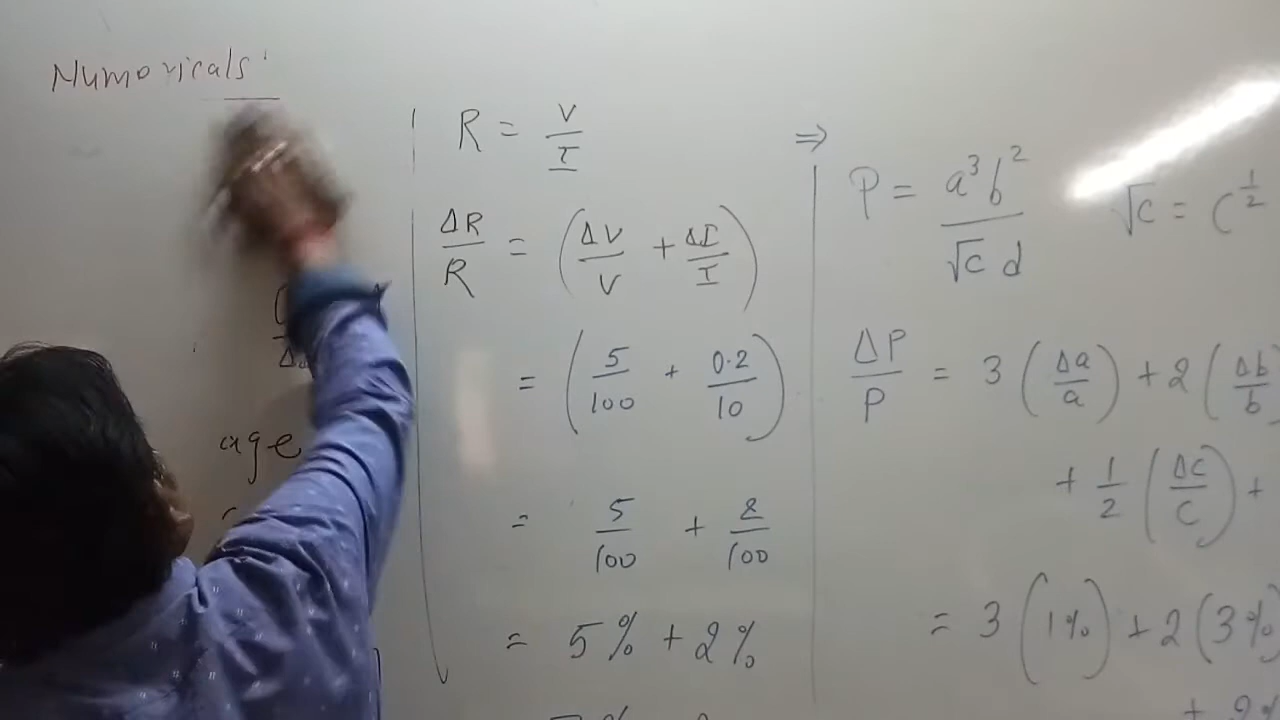 Numericals
age
R = V/I
ΔR/R = (ΔV/V + ΔI/I)
= (5/100 + 0.2/10)
= 5/100 + 2/100
= 5% + 2%
⇒
P = a³b²/√c d √c = C^1/2
ΔP/P = 3 (Δa/a) + 2 (Δb/b
+ 1/2 (ΔC/C) +
= 3 (1%) + 2 (3%